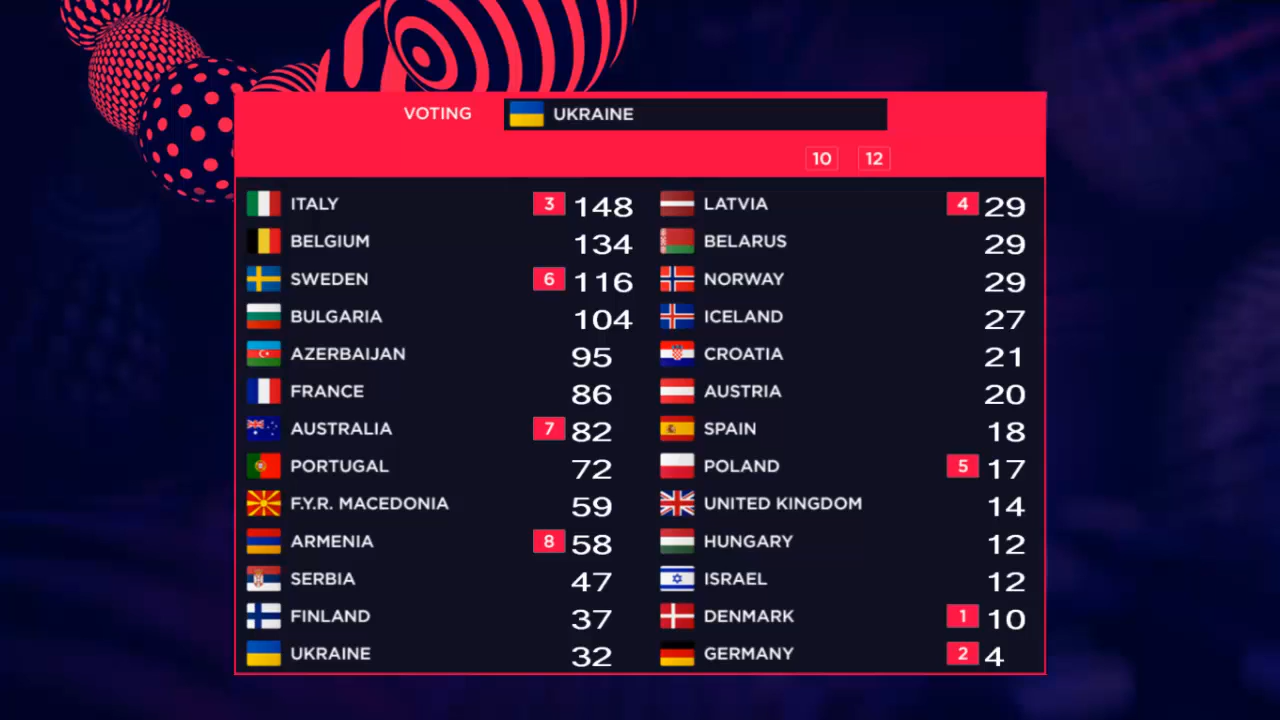 VOTING UKRAINE
10 12
ITALY 3 148
BELGIUM 134
SWEDEN 6 116
BULGARIA 104
AZERBAIJAN 95
FRANCE 86
AUSTRALIA 7 82
PORTUGAL 72
F.Y.R. MACEDONIA 59
ARMENIA 8 58
SERBIA 47
FINLAND 37
UKRAINE 32
LATVIA 4 29
BELARUS 29
NORWAY 29
ICELAND 27
CROATIA 21
AUSTRIA 20
SPAIN 18
POLAND 5 17
UNITED KINGDOM 14
HUNGARY 12
ISRAEL 12
DENMARK 1 10
GERMANY 2 4